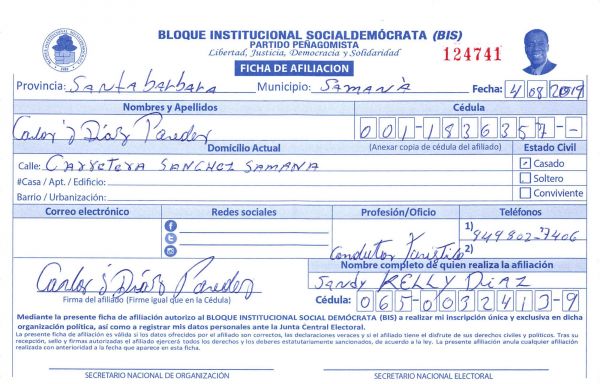 BLOQUE INSTITUCIONAL SOCIALDEMÓCRATA (BIS)
PARTIDO PEÑAGOMISTA
Libertad, Justicia, Democracia y Solidaridad
124741
FICHA DE AFILIACION
Provincia: Santa barbara Municipio: SAMANÀ Fecha: 4/08/2019
Nombres y Apellidos Cédula
Carlos J Díaz Paredes 001-1836357--
Domicilio Actual (Anexar copia de cédula del afiliado) Estado Civil
Calle: CArretera SANCHEZ SAMANA Casado
#Casa / Apt. / Edificio: Soltero
Barrio / Urbanización: Conviviente
Correo electrónico Redes sociales Profesión/Oficio Teléfonos
1) 849802-7406
Condutor Turistico 2)
Nombre completo de quien realiza la afiliación
Carlos J Díaz Paredes Sandy KELLY DiAZ
Firma del afiliado (Firme igual que en la Cédula) Cédula: 065-0032413-9
Mediante la presente ficha de afiliación autorizo al BLOQUE INSTITUCIONAL SOCIAL DEMÓCRATA (BIS) a realizar mi inscripción única y exclusiva en dicha
organización política, así como a registrar mis datos personales ante la Junta Central Electoral.
La presente ficha de afiliación es válida si los datos ofrecidos por el afiliado son correctos, las declaraciones veraces y si el afiliado tiene el disfrute de sus derechos civiles y políticos. Tras su
recepción, sello y firmas autorizadas el afiliado ejercerá todos los derechos y los deberes estatutariamente sancionados, de acuerdo a la ley. La presente afiliación anula cualquier afiliación
realizada con anterioridad a la fecha que aparece en esta ficha.
SECRETARIO NACIONAL DE ORGANIZACIÓN SECRETARIO NACIONAL ELECTORAL